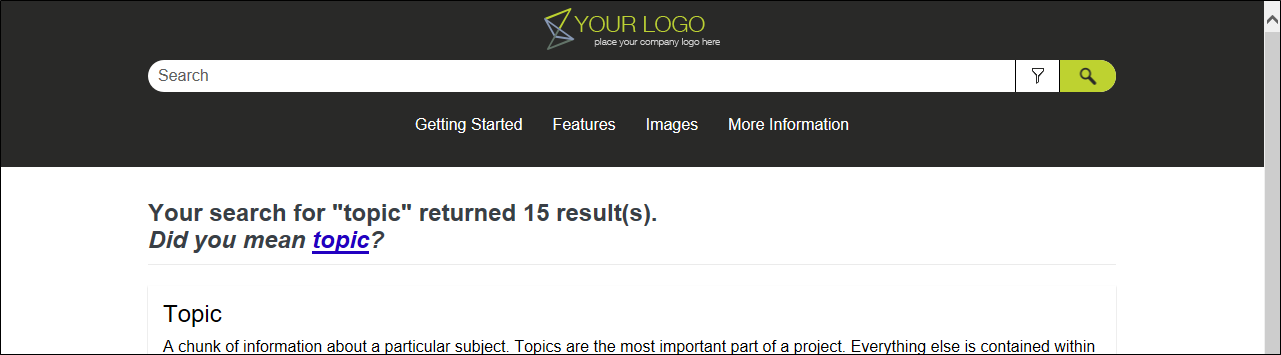 YOUR LOGO
place your company logo here
Search
Getting Started Features Images More Information
Your search for "topic" returned 15 result(s).
Did you mean topic?
Topic
A chunk of information about a particular subject. Topics are the most important part of a project. Everything else is contained within